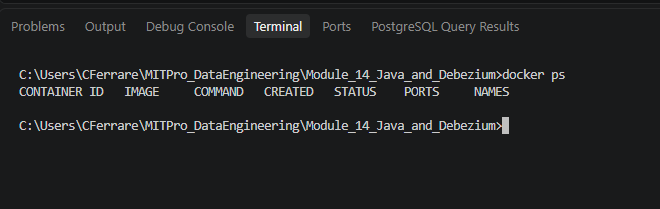 Problems Output Debug Console Terminal Ports PostgreSQL Query Results
C:\Users\CFerrare\MITPro_DataEngineering\Module_14_Java_and_Debezium>docker ps
CONTAINER ID IMAGE COMMAND CREATED STATUS PORTS NAMES
C:\Users\CFerrare\MITPro_DataEngineering\Module_14_Java_and_Debezium>